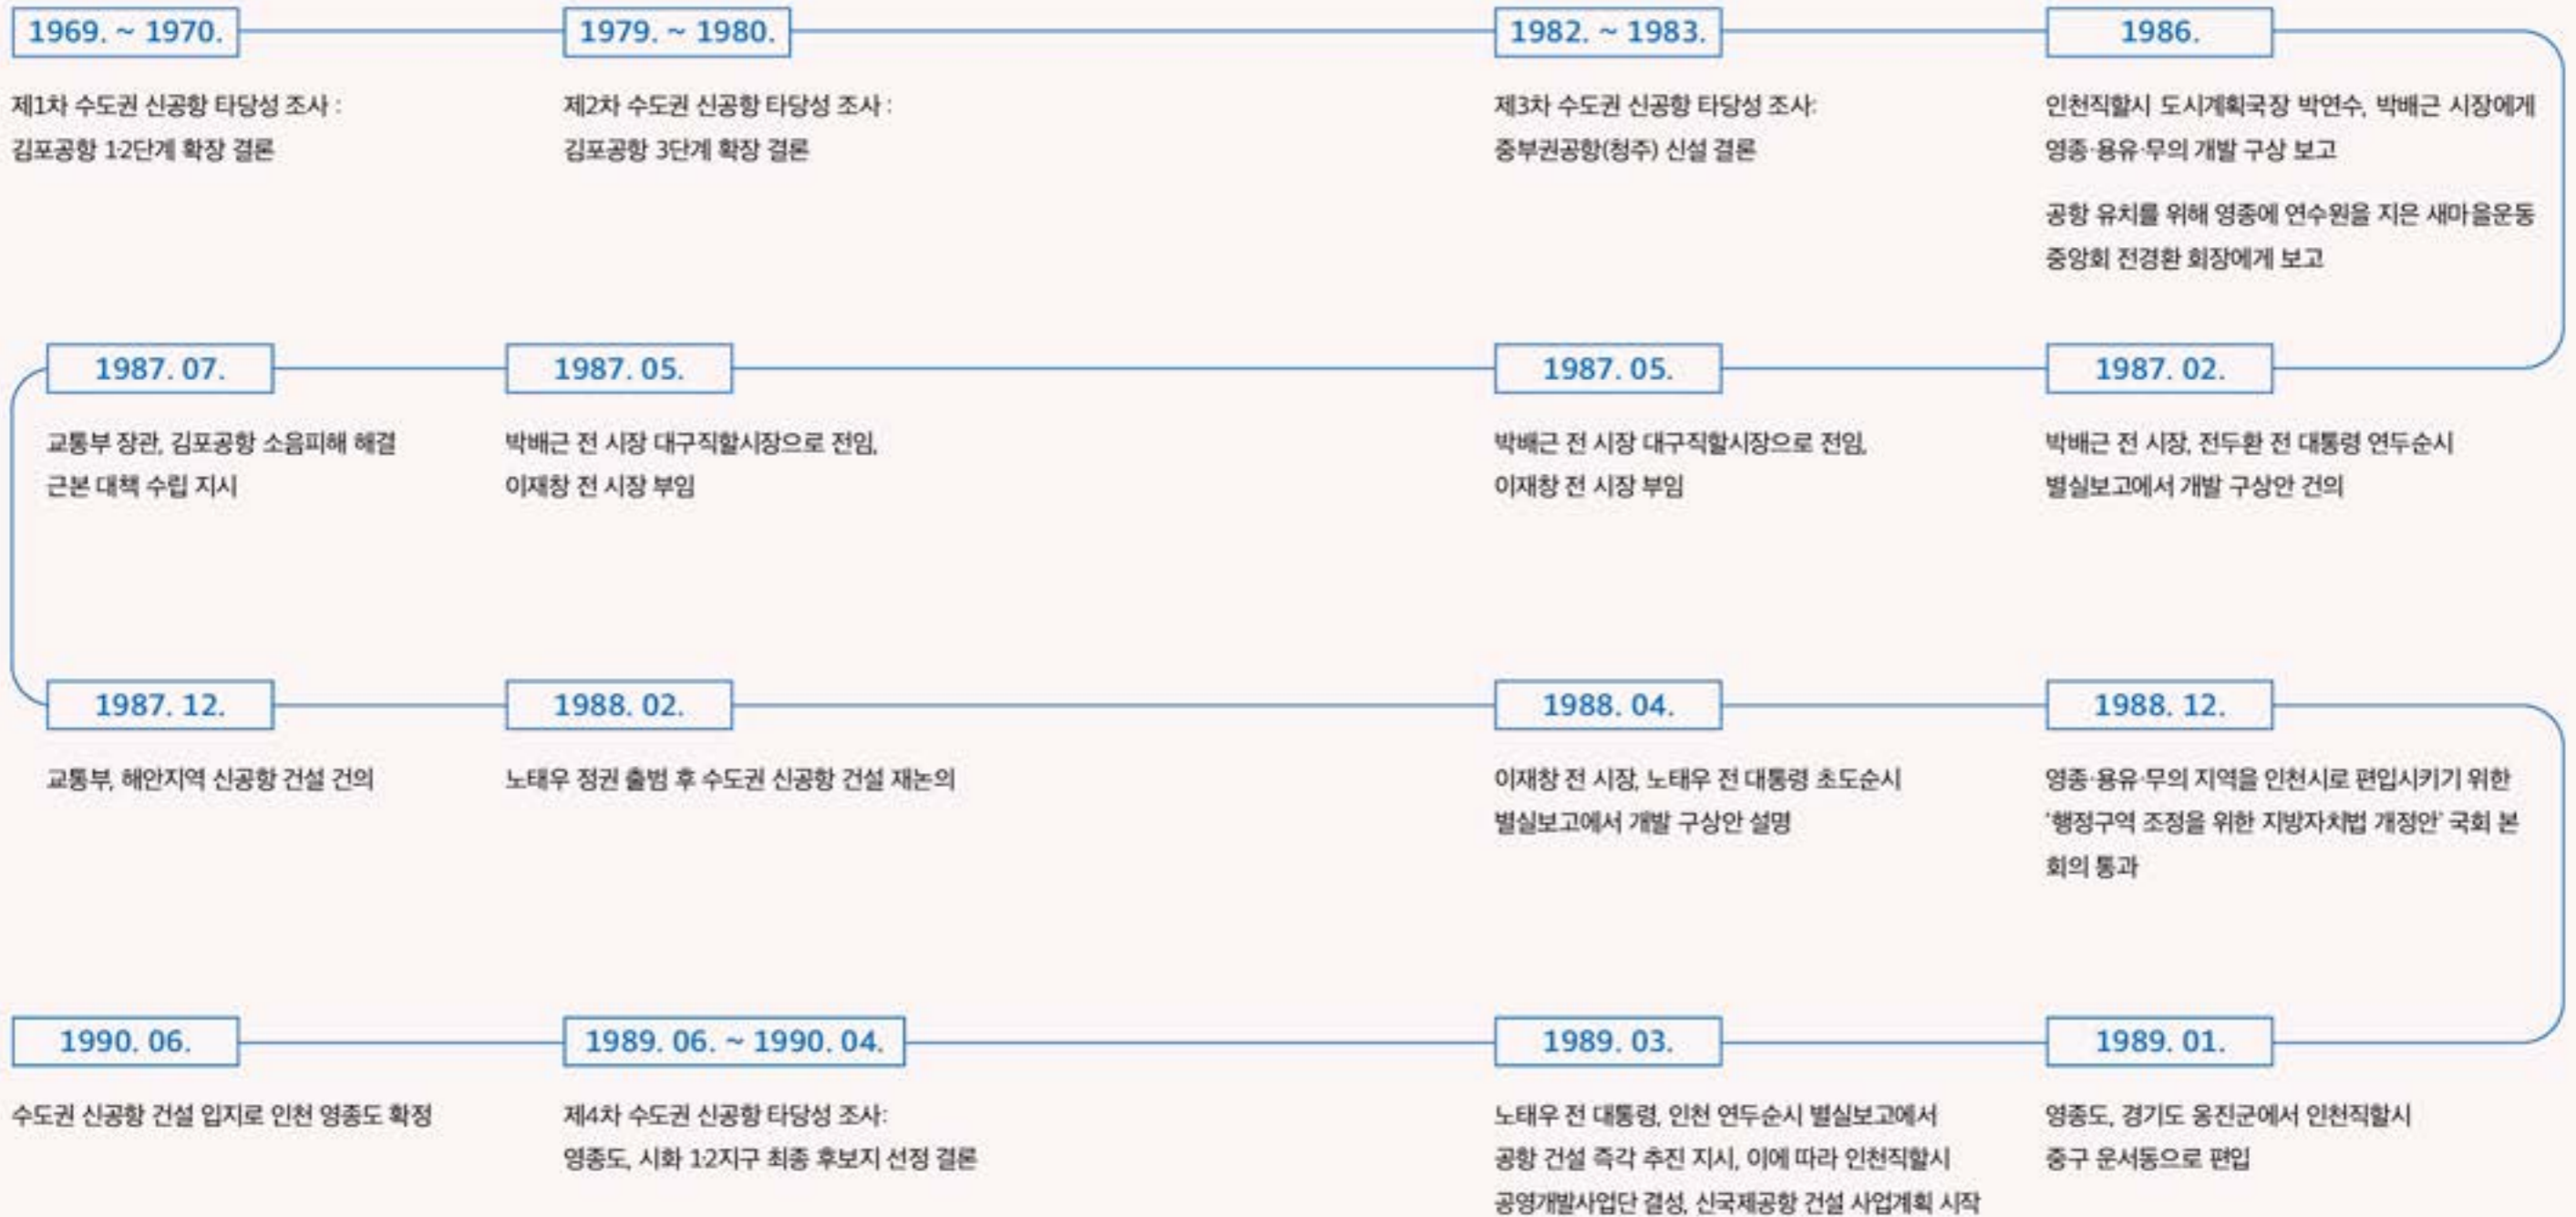 1969. ~ 1970.
제1차 수도권 신공항 타당성 조사 :
김포공항 1·2단계 확장 결론
1979. ~ 1980.
제2차 수도권 신공항 타당성 조사 :
김포공항 3단계 확장 결론
1982. ~ 1983.
제3차 수도권 신공항 타당성 조사:
중부권공항(청주) 신설 결론
1986.
인천직할시 도시계획국장 박연수, 박배근 시장에게
영종·용유·무의 개발 구상 보고
공항 유치를 위해 영종에 연수원을 지은 새마을운동
중앙회 전경환 회장에게 보고
1987. 02.
박배근 전 시장, 전두환 전 대통령 연두순시
별실보고에서 개발 구상안 건의
1987. 05.
박배근 전 시장 대구직할시장으로 전임,
이재창 전 시장 부임
1987. 05.
박배근 전 시장 대구직할시장으로 전임,
이재창 전 시장 부임
1987. 07.
교통부 장관, 김포공항 소음피해 해결
근본 대책 수립 지시
1987. 12.
교통부, 해안지역 신공항 건설 건의
1988. 02.
노태우 정권 출범 후 수도권 신공항 건설 재논의
1988. 04.
이재창 전 시장, 노태우 전 대통령 초도순시
별실보고에서 개발 구상안 설명
1988. 12.
영종·용유·무의 지역을 인천시로 편입시키기 위한
‘행정구역 조정을 위한 지방자치법 개정안’ 국회 본
회의 통과
1989. 01.
영종도, 경기도 옹진군에서 인천직할시
중구 운서동으로 편입
1989. 03.
노태우 전 대통령, 인천 연두순시 별실보고에서
공항 건설 즉각 추진 지시, 이에 따라 인천직할시
공영개발사업단 결성, 신국제공항 건설 사업계획 시작
1989. 06. ~ 1990. 04.
제4차 수도권 신공항 타당성 조사:
영종도, 시화 1·2지구 최종 후보지 선정 결론
1990. 06.
수도권 신공항 건설 입지로 인천 영종도 확정